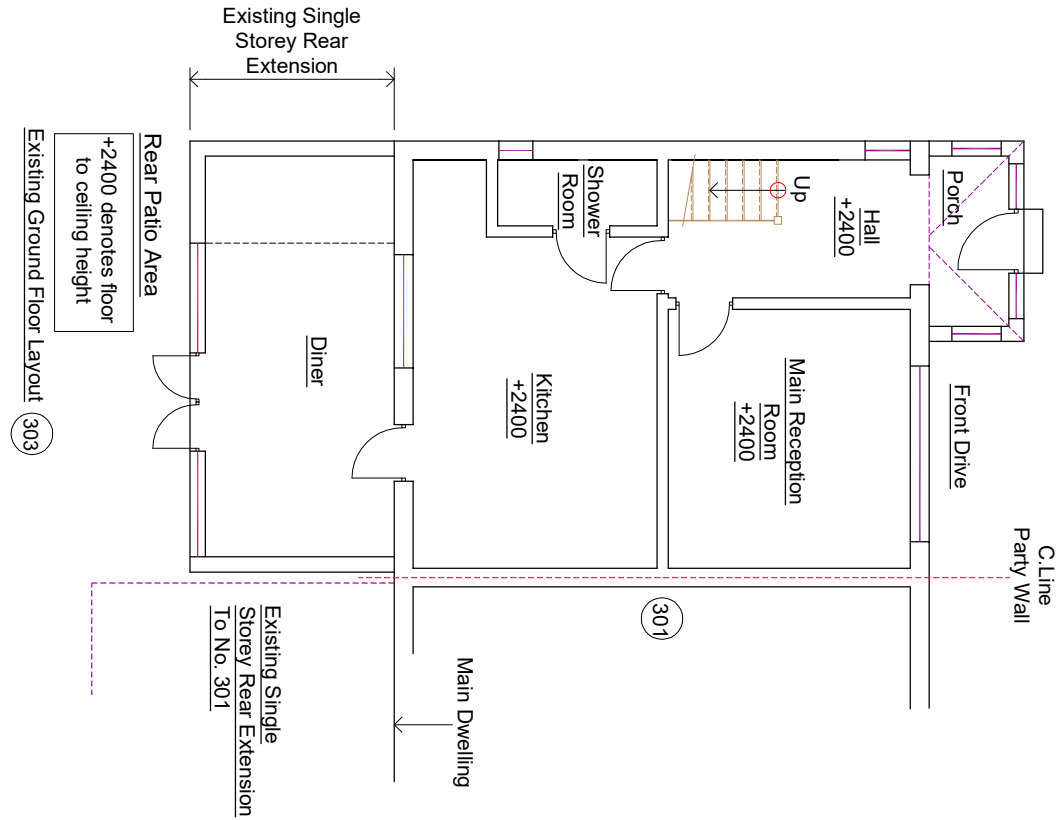 Existing Single
Storey Rear
Extension
Rear Patio Area
+2400 denotes floor
to ceiling height
Existing Ground Floor Layout
303
Porch
Up
Hall
+2400
Shower
Room
Diner
Kitchen
+2400
Main Reception
Room
+2400
Front Drive
C.Line
Party Wall
301
Main Dwelling
Existing Single
Storey Rear Extension
To No. 301